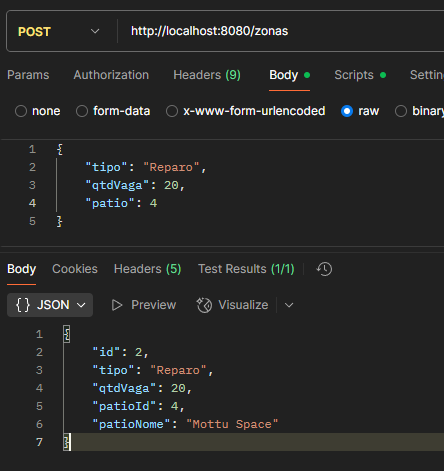 POST http://localhost:8080/zonas
Params Authorization Headers (9) Body Scripts Settin
none form-data x-www-form-urlencoded raw binary
1 {
2 "tipo": "Reparo",
3 "qtdVaga": 20,
4 "patio": 4
5 }
Body Cookies Headers (5) Test Results (1/1)
{} JSON Preview Visualize
1 {
2 "id": 2,
3 "tipo": "Reparo",
4 "qtdVaga": 20,
5 "patioId": 4,
6 "patioNome": "Mottu Space"
7 }